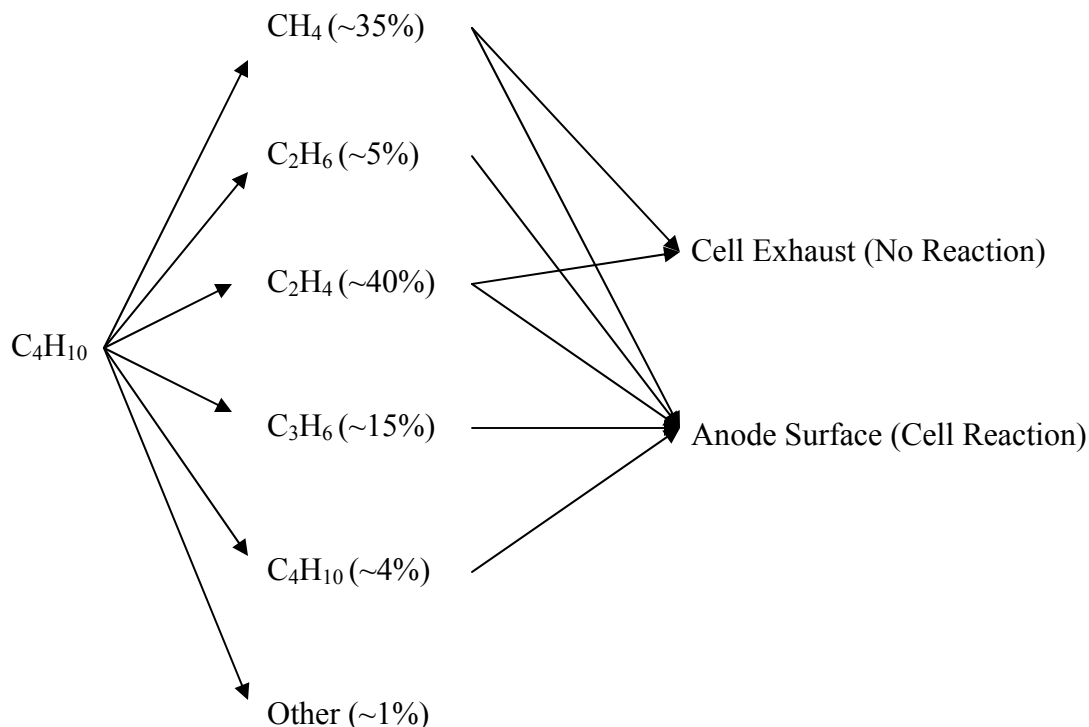 CH₄ (~35%)
C₂H₆ (~5%)
Cell Exhaust (No Reaction)
C₂H₄ (~40%)
C₄H₁₀
C₃H₆ (~15%)
Anode Surface (Cell Reaction)
C₄H₁₀ (~4%)
Other (~1%)